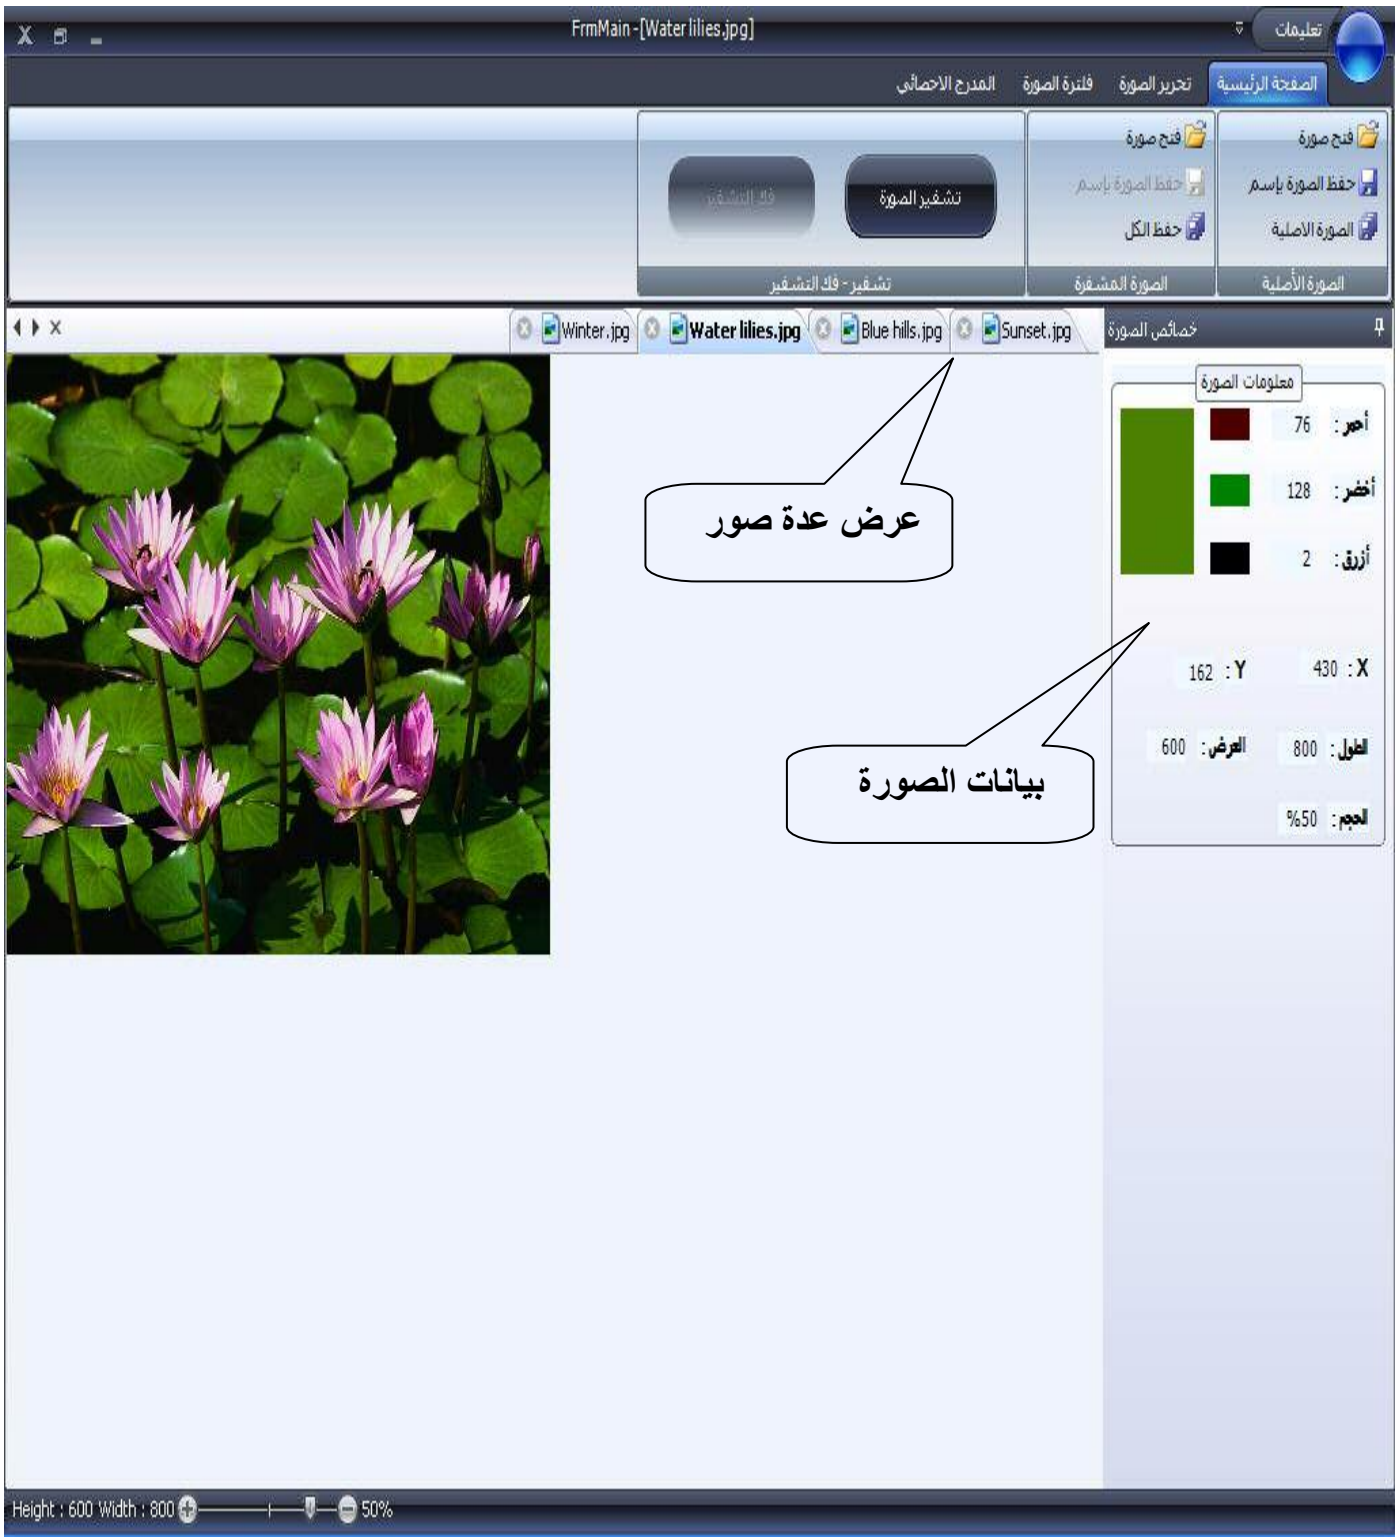 FrmMain -[Water lilies.jpg]
تعليمات
الصفحة الرئيسية
تحرير الصورة
فلترة الصورة
المدرج الاحصائي
فتح صورة
حفظ الصورة بإسم
الصورة الاصلية
الصورة الأصلية
فتح صورة
حفظ الصورة بإسم
حفظ الكل
الصورة المشفرة
تشفير الصورة
فك التشفير
تشفير - فك التشفير
خصائص الصورة
Sunset.jpg
Blue hills.jpg
Water lilies.jpg
Winter.jpg
معلومات الصورة
أحمر : 76
أخضر : 128
أزرق : 2
X : 430
Y : 162
الطول : 800
العرض : 600
الحجم : 50%
عرض عدة صور
بيانات الصورة
Height : 600 Width : 800
50%